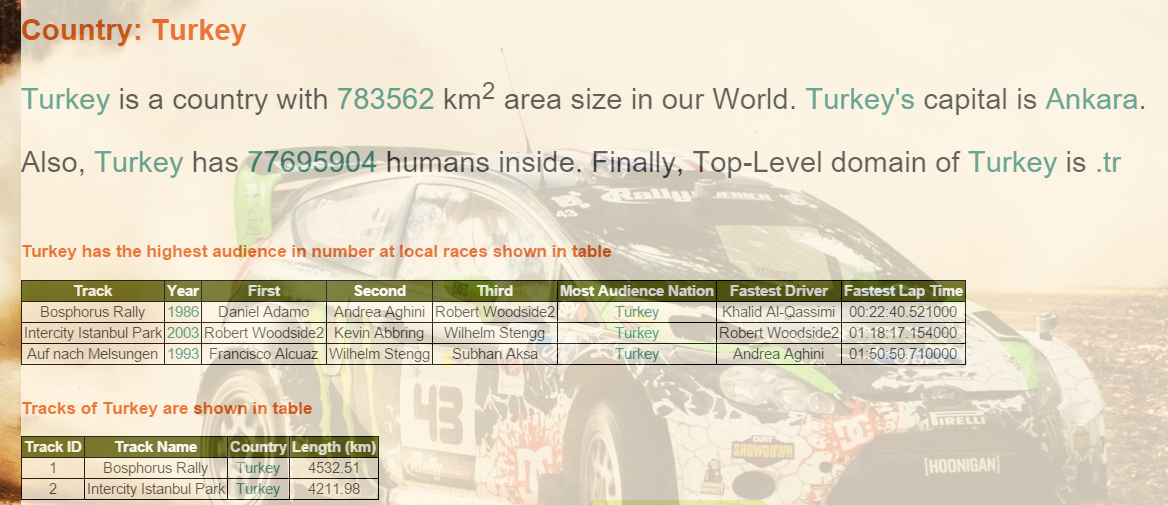 Country: Turkey
Turkey is a country with 783562 km2 area size in our World. Turkey's capital is Ankara.
Also, Turkey has 77695904 humans inside. Finally, Top-Level domain of Turkey is .tr
Turkey has the highest audience in number at local races shown in table
Track Year First Second Third Most Audience Nation Fastest Driver Fastest Lap Time
Bosphorus Rally 1986 Daniel Adamo Andrea Aghini Robert Woodside2 Turkey Khalid Al-Qassimi 00:22:40.521000
Intercity Istanbul Park 2003 Robert Woodside2 Kevin Abbring Wilhelm Stengg Turkey Robert Woodside2 01:18:17.154000
Auf nach Melsungen 1993 Francisco Alcuaz Wilhelm Stengg Subhan Aksa Turkey Andrea Aghini 01:50:50.710000
Tracks of Turkey are shown in table
Track ID Track Name Country Length (km)
1 Bosphorus Rally Turkey 4532.51
2 Intercity Istanbul Park Turkey 4211.98
Rally
43
43
DC
Rally
DIRT
SHOWDOWN
Ford
PIRELLI
DC
[HOONIGAN]